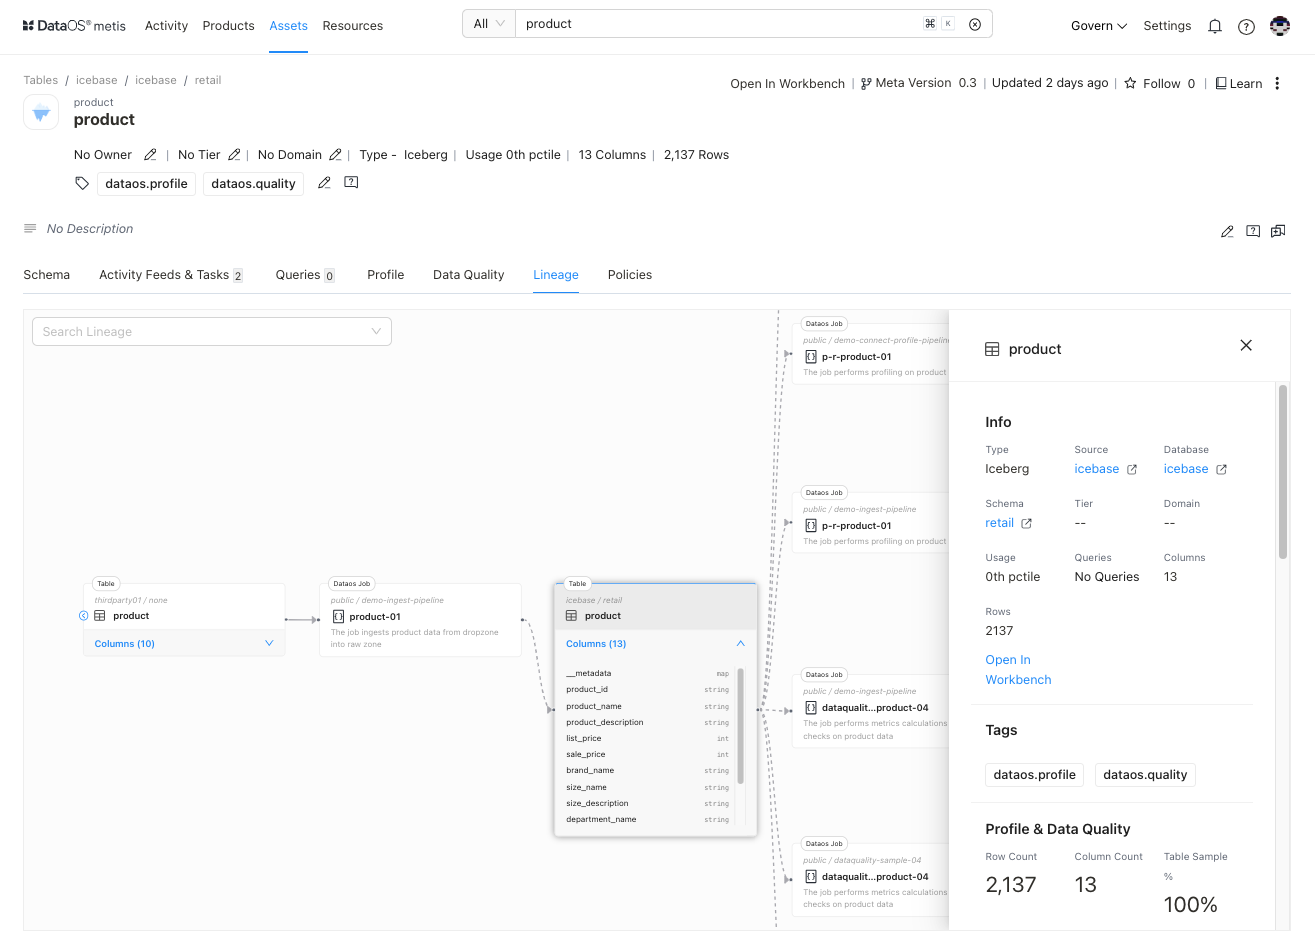 DataOS® metis Activity Products Assets Resources All product ⌘ K Govern Settings
Tables / icebase / icebase / retail
Open In Workbench | Meta Version 0.3 | Updated 2 days ago | Follow 0 | Learn
product
product
No Owner | No Tier | No Domain | Type - Iceberg | Usage 0th pctile | 13 Columns | 2,137 Rows
dataos.profile dataos.quality
No Description
Schema Activity Feeds & Tasks 2 Queries 0 Profile Data Quality Lineage Policies
Search Lineage
Table
thirdparty01 / none
product
Columns (10)
Dataos Job
public / demo-ingest-pipeline
product-01
The job ingests product data from dropzone
into raw zone
Table
icebase / retail
product
Columns (13)
__metadata map
product_id string
product_name string
product_description string
list_price int
sale_price int
brand_name string
size_name string
size_description string
department_name string
Dataos Job
public / demo-connect-profile-pipeline
p-r-product-01
The job performs profiling on product
Dataos Job
public / demo-ingest-pipeline
p-r-product-01
The job performs profiling on product
Dataos Job
public / demo-ingest-pipeline
dataqualit...product-04
The job performs metrics calculations
checks on product data
Dataos Job
public / dataquality-sample-04
dataqualit...product-04
The job performs metrics calculations
checks on product data
product
Info
Type Source Database
Iceberg icebase icebase
Schema Tier Domain
retail -- --
Usage Queries Columns
0th pctile No Queries 13
Rows
2137
Open In
Workbench
Tags
dataos.profile dataos.quality
Profile & Data Quality
Row Count Column Count Table Sample
%
2,137 13
100%